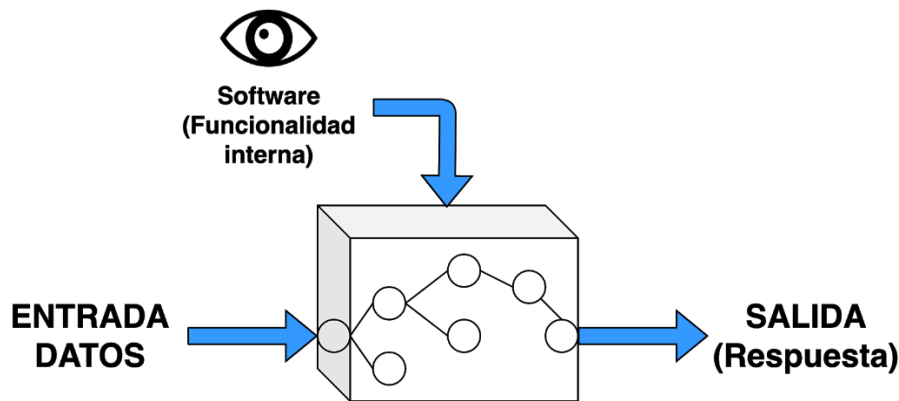 Software
(Funcionalidad
interna)
ENTRADA
DATOS
SALIDA
(Respuesta)